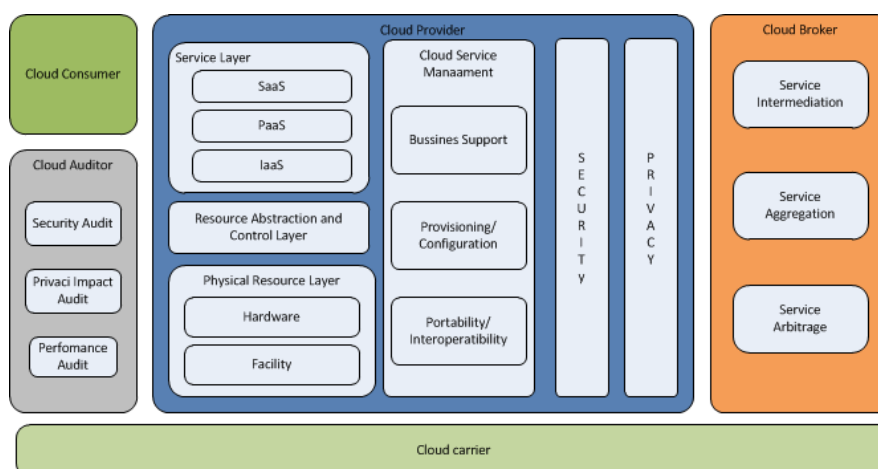 Cloud Consumer
Cloud Auditor
Security Audit
Privaci Impact
Audit
Perfomance
Audit
Cloud Provider
Service Layer
SaaS
PaaS
IaaS
Resource Abstraction and
Control Layer
Physical Resource Layer
Hardware
Facility
Cloud Service
Manaament
Bussines Support
Provisioning/
Configuration
Portability/
Interoperatibility
S
E
C
U
R
I
T
y
P
R
I
V
A
C
Y
Cloud Broker
Service
Intermediation
Service
Aggregation
Service
Arbitrage
Cloud carrier